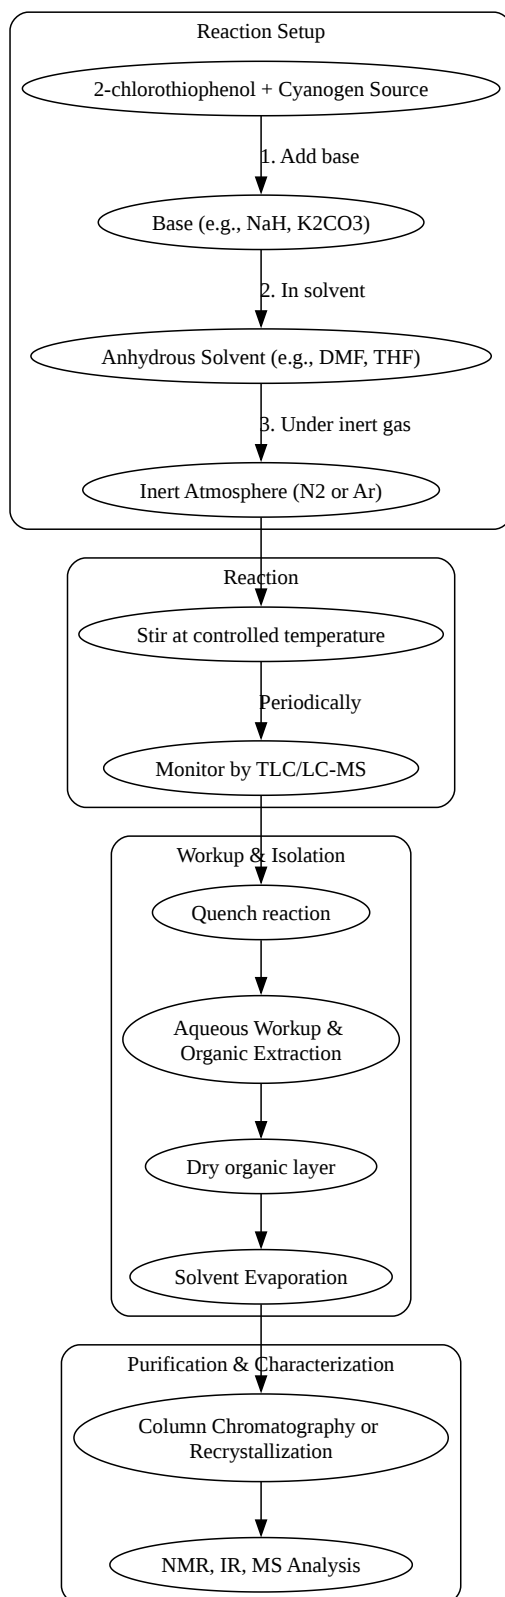 Reaction Setup
2-chlorothiophenol + Cyanogen Source
1. Add base
Base (e.g., NaH, K2CO3)
2. In solvent
Anhydrous Solvent (e.g., DMF, THF)
3. Under inert gas
Inert Atmosphere (N2 or Ar)
Reaction
Stir at controlled temperature
Periodically
Monitor by TLC/LC-MS
Workup & Isolation
Quench reaction
Aqueous Workup &
Organic Extraction
Dry organic layer
Solvent Evaporation
Purification & Characterization
Column Chromatography or
Recrystallization
NMR, IR, MS Analysis